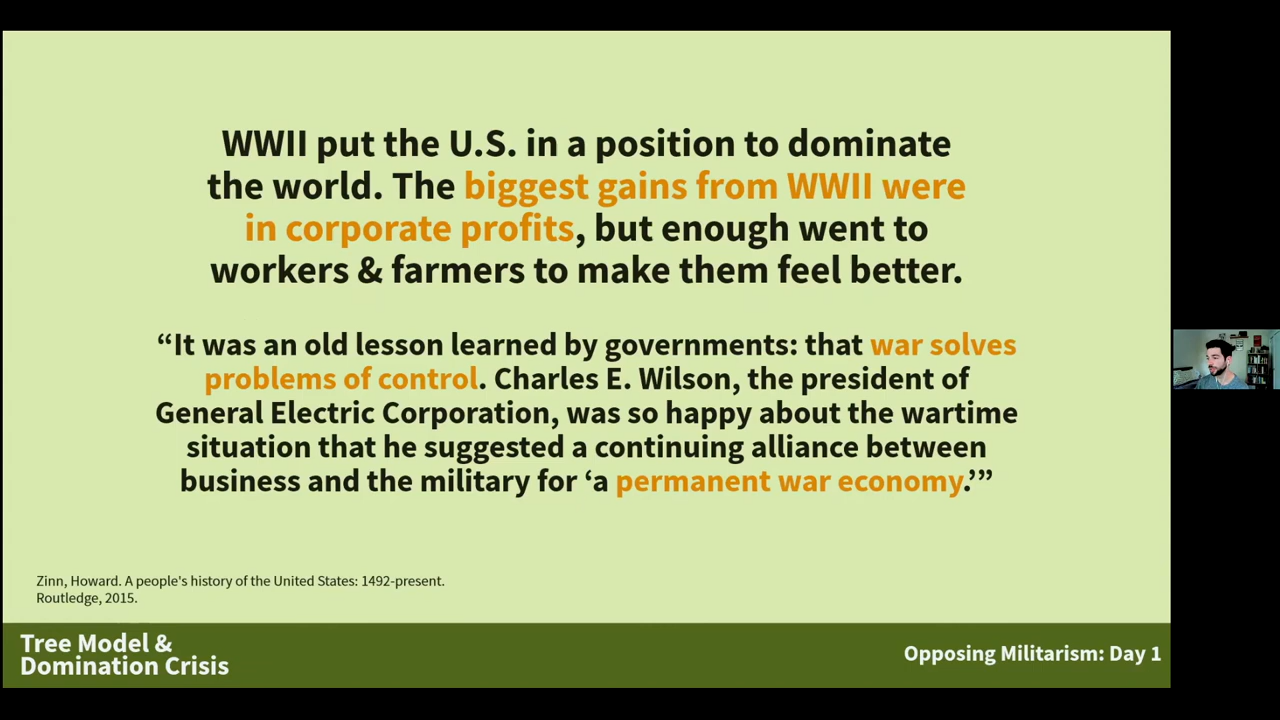 WWII put the U.S. in a position to dominate
the world. The biggest gains from WWII were
in corporate profits, but enough went to
workers & farmers to make them feel better.
“It was an old lesson learned by governments: that war solves
problems of control. Charles E. Wilson, the president of
General Electric Corporation, was so happy about the wartime
situation that he suggested a continuing alliance between
business and the military for ‘a permanent war economy.’”
Zinn, Howard. A people's history of the United States: 1492-present.
Routledge, 2015.
Tree Model &
Domination Crisis
Opposing Militarism: Day 1